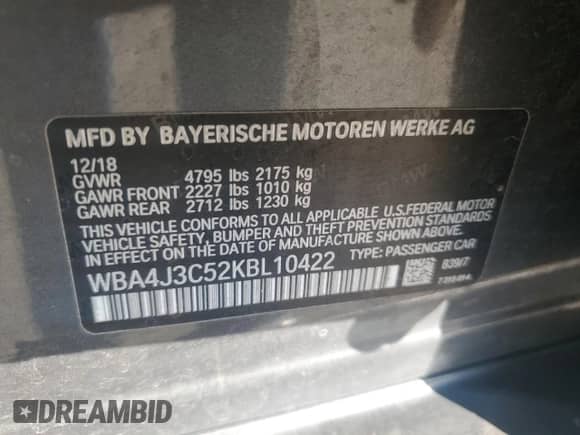 MFD BY BAYERISCHE MOTOREN WERKE AG
12/18
GVWR 4795 lbs 2175 kg
GAWR FRONT 2227 lbs 1010 kg
GAWR REAR 2712 lbs 1230 kg
THIS VEHICLE CONFORMS TO ALL APPLICABLE U.S.FEDERAL MOTOR
VEHICLE SAFETY, BUMPER AND THEFT PREVENTION STANDARDS
IN EFFECT ON THE DATE OF MANUFACTURE SHOWN ABOVE.
WBA4J3C52KBL10422 TYPE: PASSENGER CAR
839/7
DREAMBID